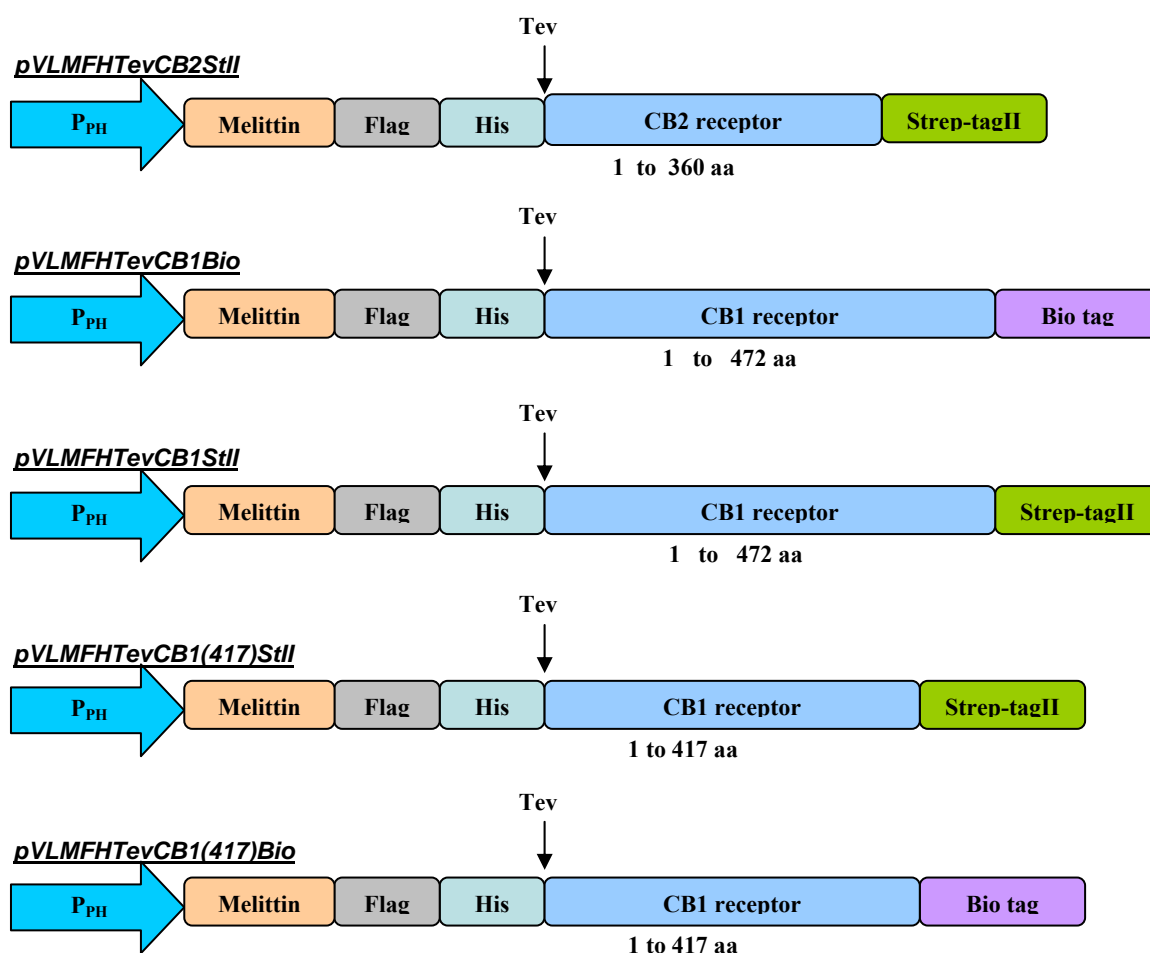 Tev
pVLMFHTevCB2StII
PPH Melittin Flag His CB2 receptor Strep-tagII
1 to 360 aa
Tev
pVLMFHTevCB1Bio
PPH Melittin Flag His CB1 receptor Bio tag
1 to 472 aa
Tev
pVLMFHTevCB1StII
PPH Melittin Flag His CB1 receptor Strep-tagII
1 to 472 aa
Tev
pVLMFHTevCB1(417)StII
PPH Melittin Flag His CB1 receptor Strep-tagII
1 to 417 aa
Tev
pVLMFHTevCB1(417)Bio
PPH Melittin Flag His CB1 receptor Bio tag
1 to 417 aa